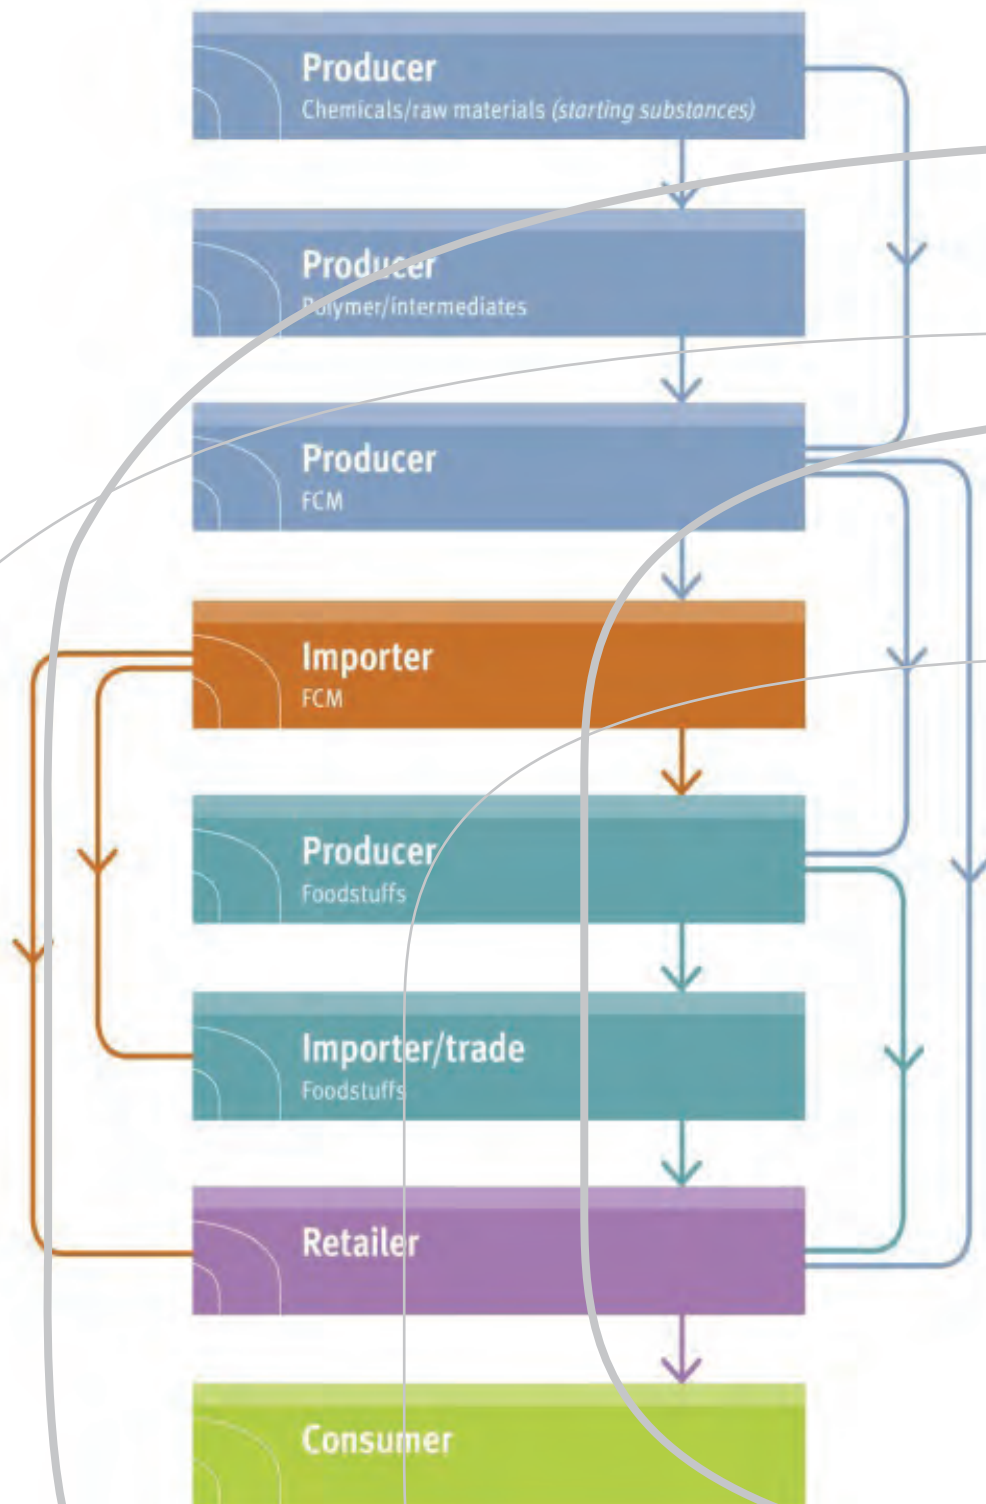 Producer
Chemicals/raw materials (starting substances)
Producer
Polymer/intermediates
Producer
FCM
Importer
FCM
Producer
Foodstuffs
Importer/trade
Foodstuffs
Retailer
Consumer